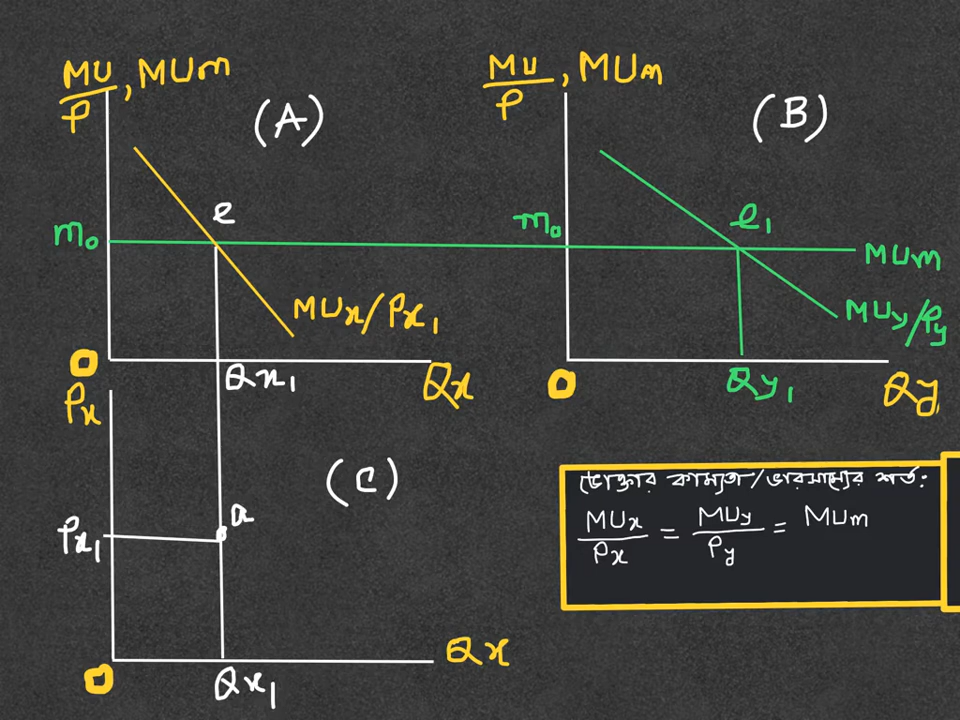 MU/P, MUm
(A)
m₀
e
MUx/Px₁
O
Qx₁
Qx
MU/P, MUm
(B)
m₀
e₁
MUm
MUy/Py
O
Qy₁
Qy
Px
(C)
Px₁
a
O
Qx₁
Qx
ভোক্তার কাম্যতা/ভারসাম্যের শর্ত:
MUx/Px = MUy/Py = MUm